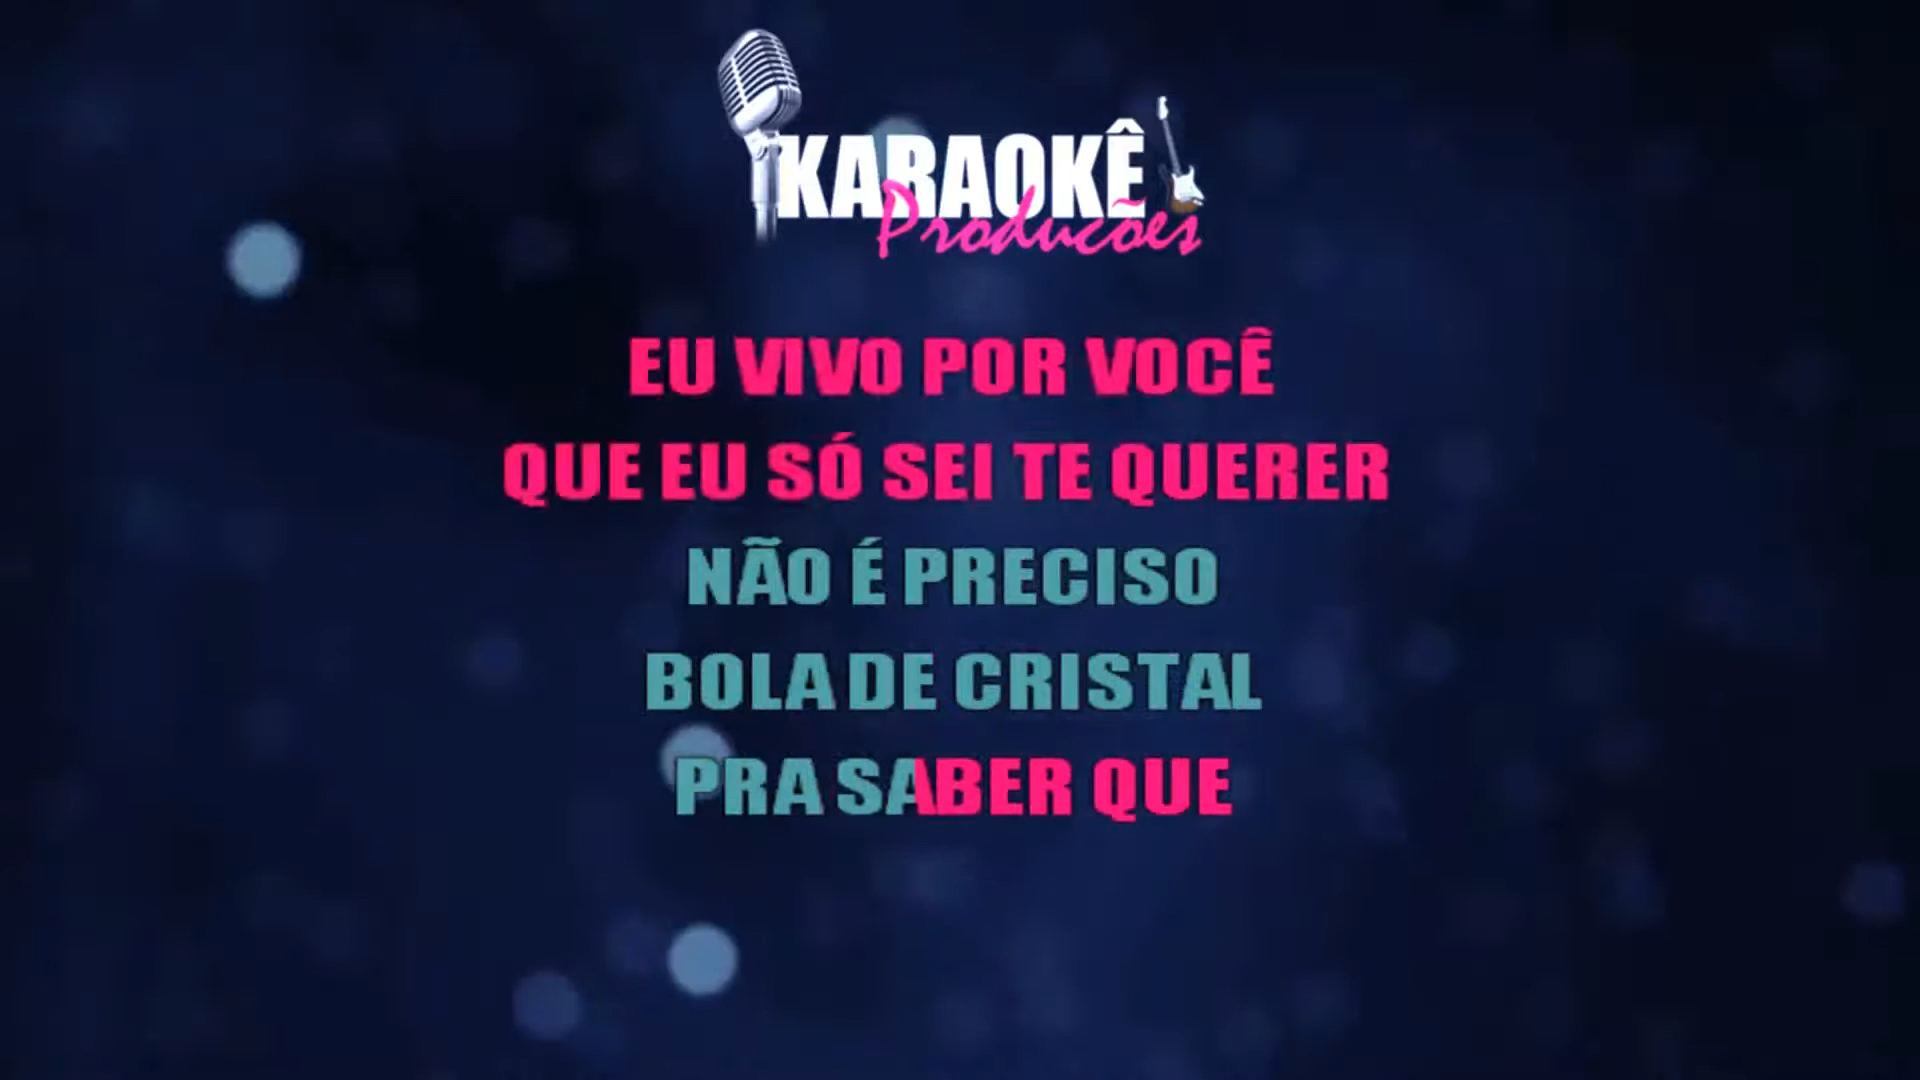 KARAOKÊ
Produções
EU VIVO POR VOCÊ
QUE EU SÓ SEI TE QUERER
NÃO É PRECISO
BOLA DE CRISTAL
PRA SABER QUE